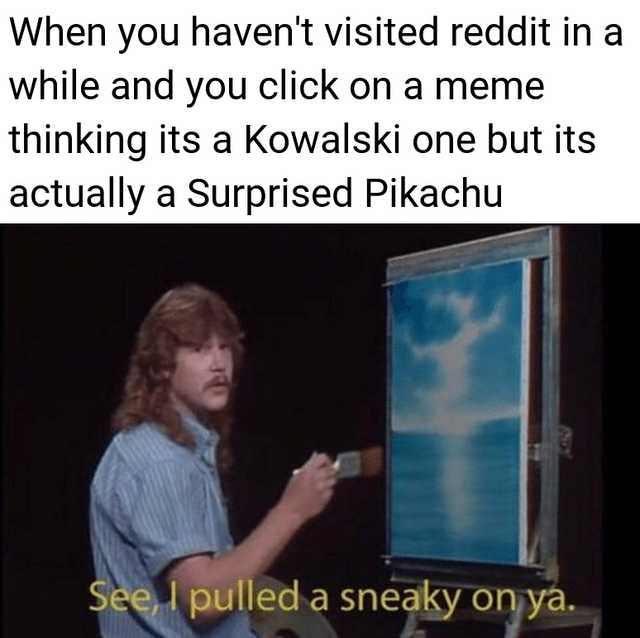 When you haven't visited reddit in a
while and you click on a meme
thinking its a Kowalski one but its
actually a Surprised Pikachu
See, I pulled a sneaky on ya.